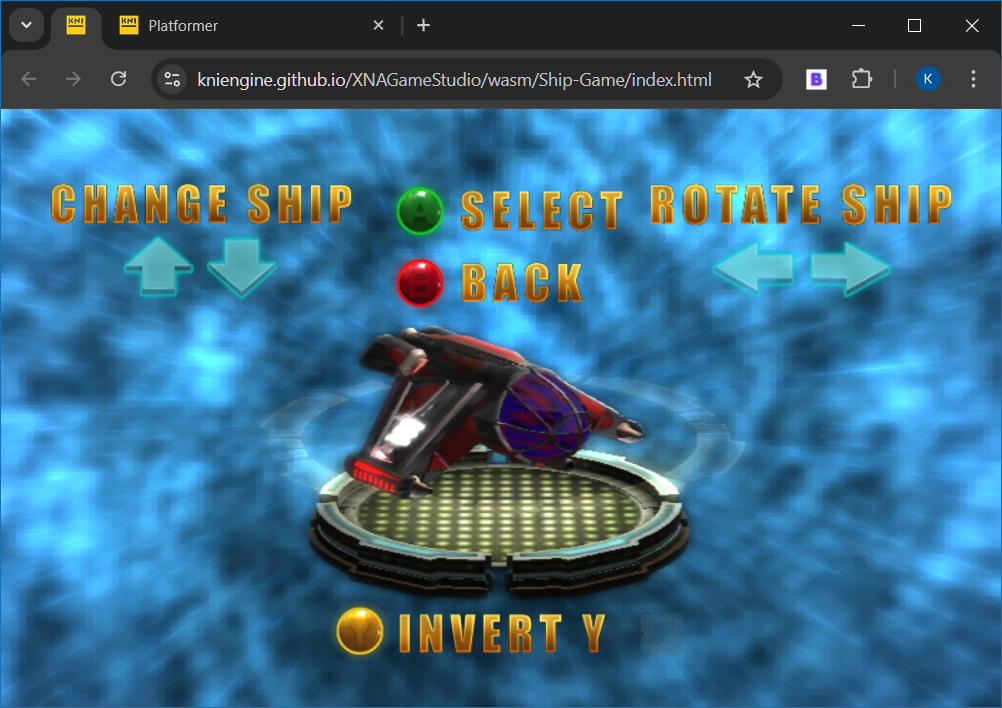 KNI
KNI Platformer
kniengine.github.io/XNAGameStudio/wasm/Ship-Game/index.html
B
K
CHANGE SHIP
A SELECT
ROTATE SHIP
B BACK
Y INVERT Y